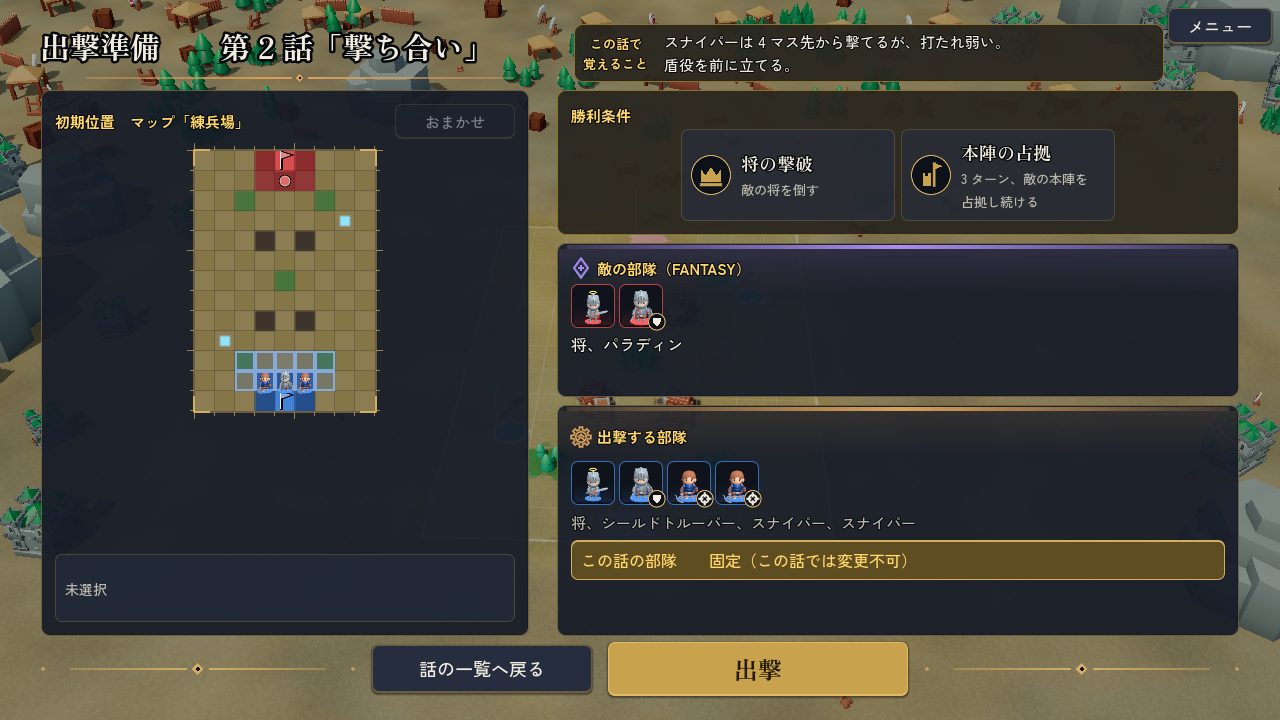 出撃準備　　第２話「撃ち合い」
この話で
覚えること
スナイパーは４マス先から撃てるが、打たれ弱い。
盾役を前に立てる。
メニュー
初期位置　マップ「練兵場」
おまかせ
未選択
勝利条件
将の撃破
敵の将を倒す
本陣の占拠
3 ターン、敵の本陣を
占拠し続ける
敵の部隊（FANTASY）
将、パラディン
出撃する部隊
将、シールドトルーパー、スナイパー、スナイパー
この話の部隊　　固定（この話では変更不可）
話の一覧へ戻る
出撃